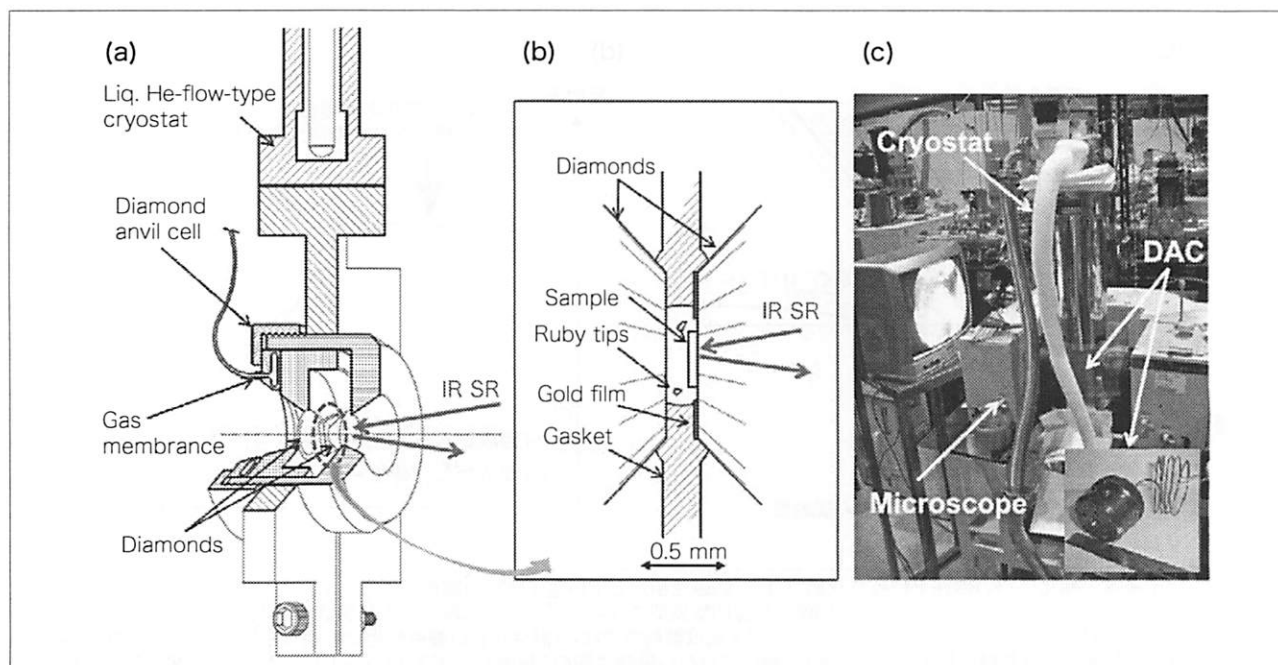 (a)
Liq. He-flow-type
cryostat
Diamond
anvil cell
Gas
membrance
Diamonds
IR SR
(b)
Diamonds
Sample
Ruby tips
Gold film
Gasket
IR SR
0.5 mm
(c)
Cryostat
DAC
Microscope